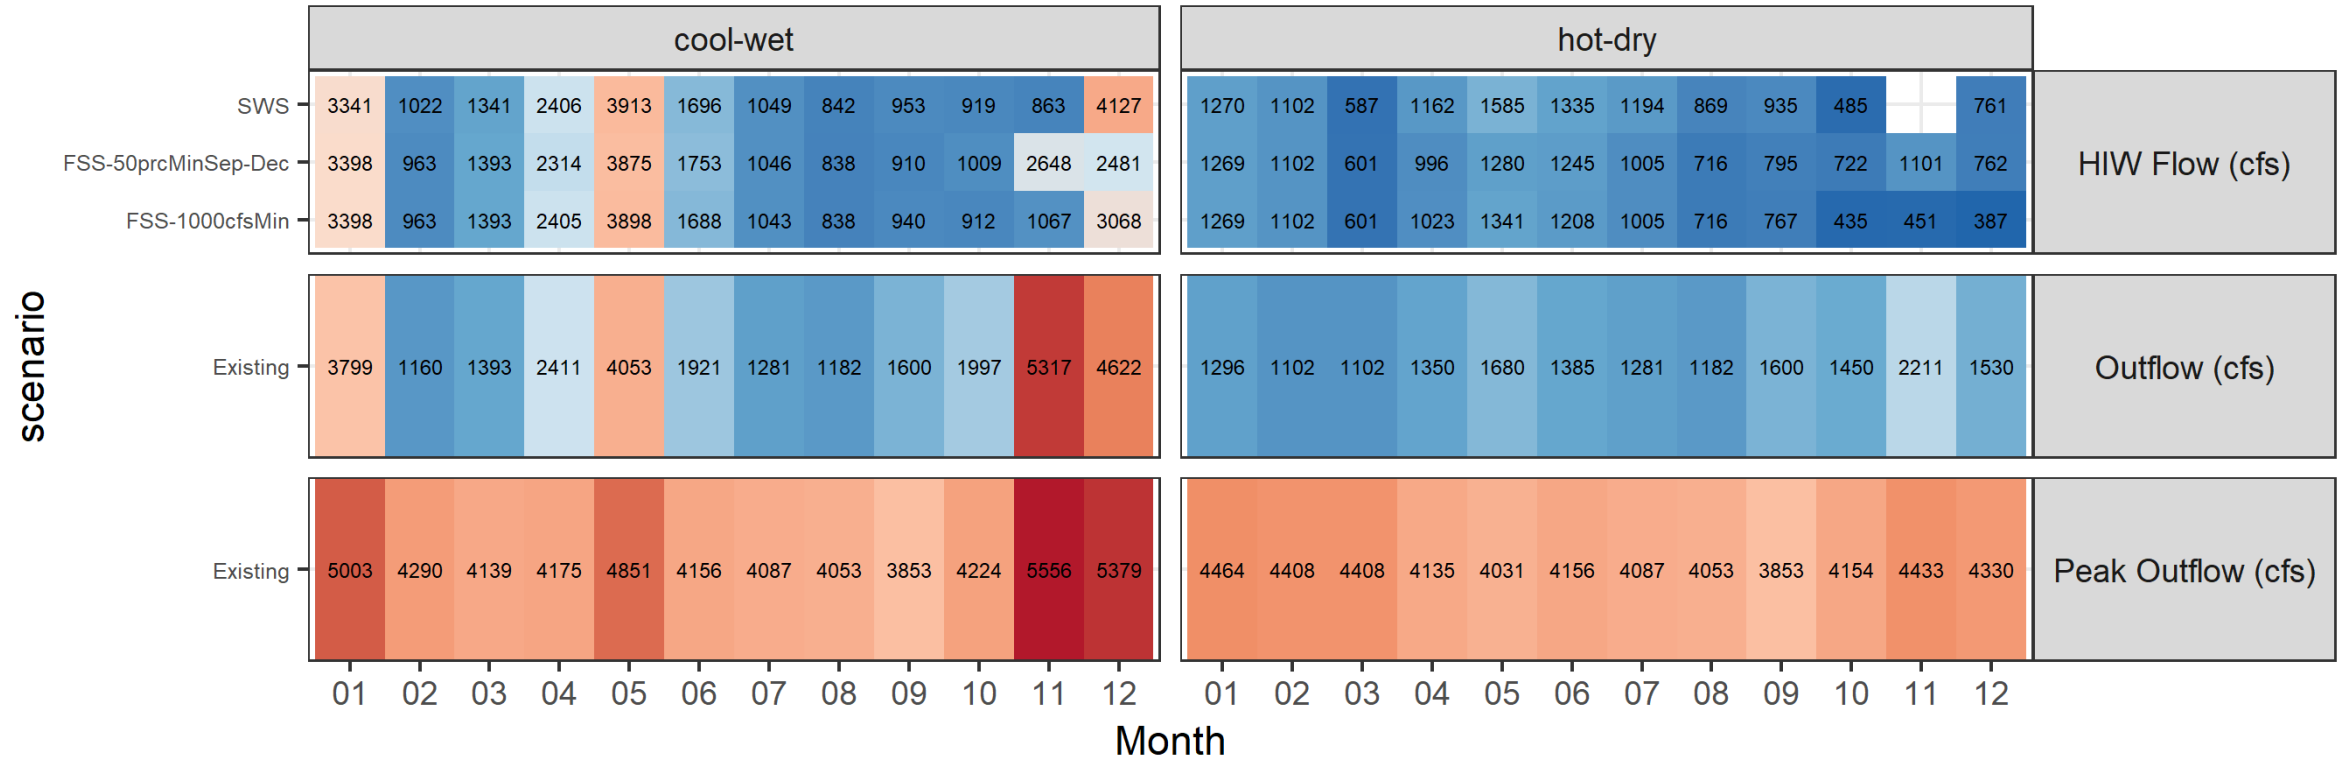 cool-wet hot-dry
SWS 3341 1022 1341 2406 3913 1696 1049 842 953 919 863 4127 1270 1102 587 1162 1585 1335 1194 869 935 485 761
FSS-50prcMinSep-Dec 3398 963 1393 2314 3875 1753 1046 838 910 1009 2648 2481 1269 1102 601 996 1280 1245 1005 716 795 722 1101 762 HIW Flow (cfs)
FSS-1000cfsMin 3398 963 1393 2405 3898 1688 1043 838 940 912 1067 3068 1269 1102 601 1023 1341 1208 1005 716 767 435 451 387
scenario
Existing 3799 1160 1393 2411 4053 1921 1281 1182 1600 1997 5317 4622 1296 1102 1102 1350 1680 1385 1281 1182 1600 1450 2211 1530 Outflow (cfs)
Existing 5003 4290 4139 4175 4851 4156 4087 4053 3853 4224 5556 5379 4464 4408 4408 4135 4031 4156 4087 4053 3853 4154 4433 4330 Peak Outflow (cfs)
01 02 03 04 05 06 07 08 09 10 11 12 01 02 03 04 05 06 07 08 09 10 11 12
Month